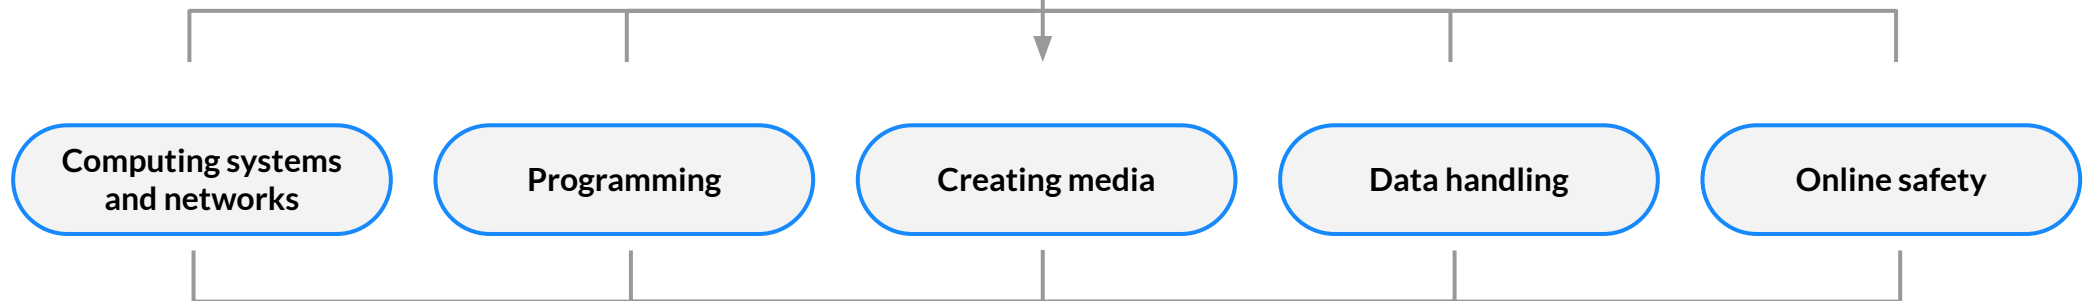 Computing systems
and networks
Programming
Creating media
Data handling
Online safety